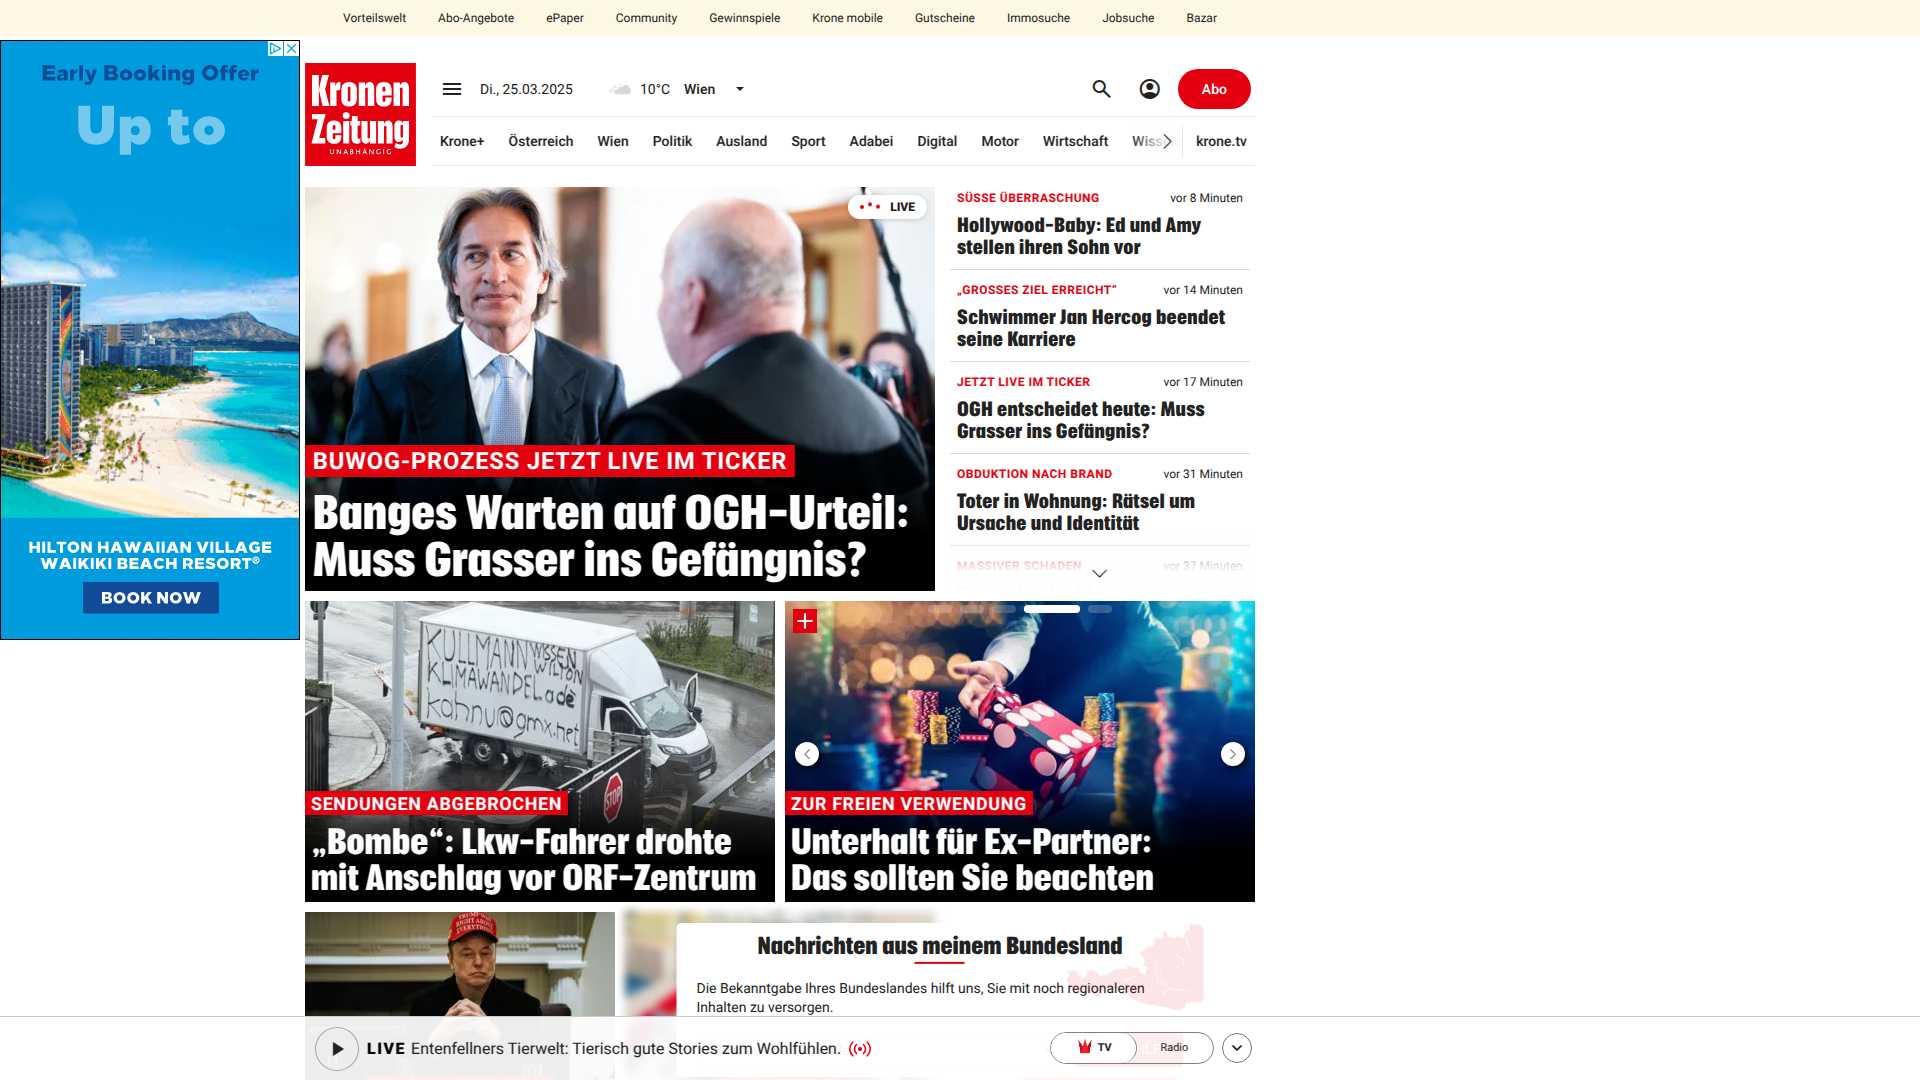 Vorteilswelt Abo-Angebote ePaper Community Gewinnspiele Krone mobile Gutscheine Immosuche Jobsuche Bazar
Early Booking Offer
Up to
HILTON HAWAIIAN VILLAGE
WAIKIKI BEACH RESORT®
BOOK NOW
Kronen
Zeitung
UNABHÄNGIG
Di., 25.03.2025 10°C Wien
Abo
Krone+ Österreich Wien Politik Ausland Sport Adabei Digital Motor Wirtschaft Wiss krone.tv
LIVE
BUWOG-PROZESS JETZT LIVE IM TICKER
Banges Warten auf OGH-Urteil:
Muss Grasser ins Gefängnis?
SÜSSE ÜBERRASCHUNG vor 8 Minuten
Hollywood-Baby: Ed und Amy
stellen ihren Sohn vor
„GROSSES ZIEL ERREICHT“ vor 14 Minuten
Schwimmer Jan Hercog beendet
seine Karriere
JETZT LIVE IM TICKER vor 17 Minuten
OGH entscheidet heute: Muss
Grasser ins Gefängnis?
OBDUKTION NACH BRAND vor 31 Minuten
Toter in Wohnung: Rätsel um
Ursache und Identität
MASSIVER SCHADEN vor 37 Minuten
KULLMANN WISSEN
WILTON
KLIMAWANDEL ade
kahnu@gmx.net
STOP
SENDUNGEN ABGEBROCHEN
„Bombe“: Lkw-Fahrer drohte
mit Anschlag vor ORF-Zentrum
ZUR FREIEN VERWENDUNG
Unterhalt für Ex-Partner:
Das sollten Sie beachten
TRUMP WAS
RIGHT ABOUT
EVERYTHING
Nachrichten aus meinem Bundesland
Die Bekanntgabe Ihres Bundeslandes hilft uns, Sie mit noch regionaleren
Inhalten zu versorgen.
LIVE Entenfellners Tierwelt: Tierisch gute Stories zum Wohlfühlen.
TV Radio